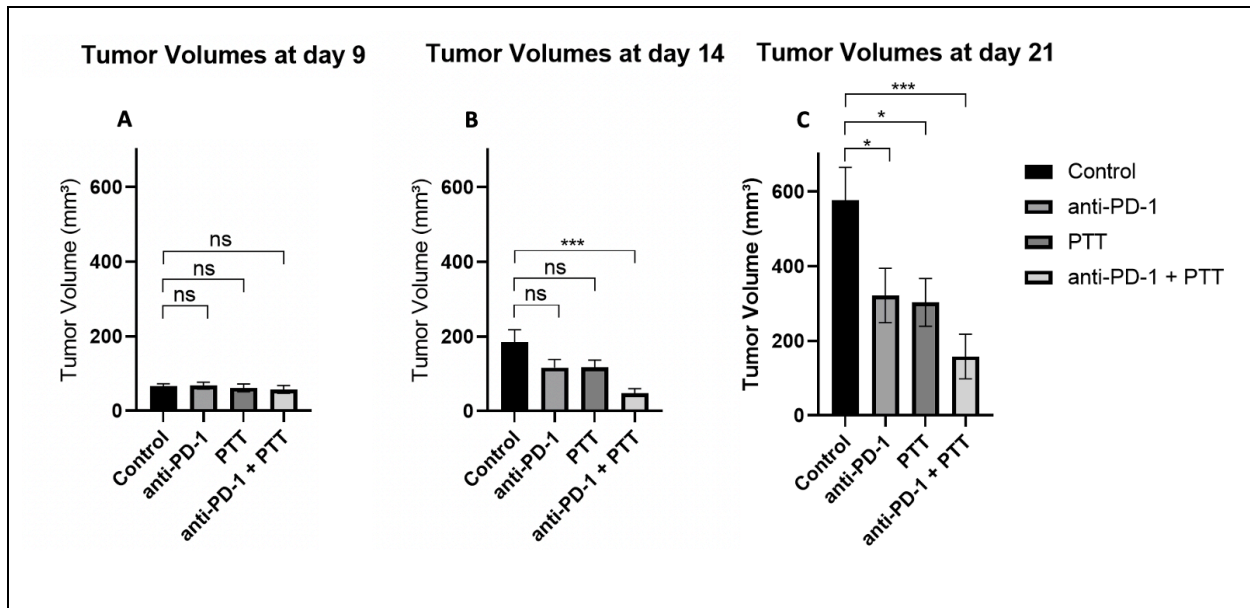 Tumor Volumes at day 9
A
Tumor Volume (mm³)
600
400
200
0
ns
ns
ns
Control
anti-PD-1
PTT
anti-PD-1 + PTT
Tumor Volumes at day 14
B
Tumor Volume (mm³)
600
400
200
0
***
ns
ns
Control
anti-PD-1
PTT
anti-PD-1 + PTT
Tumor Volumes at day 21
C
Tumor Volume (mm³)
600
400
200
0
***
*
*
Control
anti-PD-1
PTT
anti-PD-1 + PTT
Control
anti-PD-1
PTT
anti-PD-1 + PTT